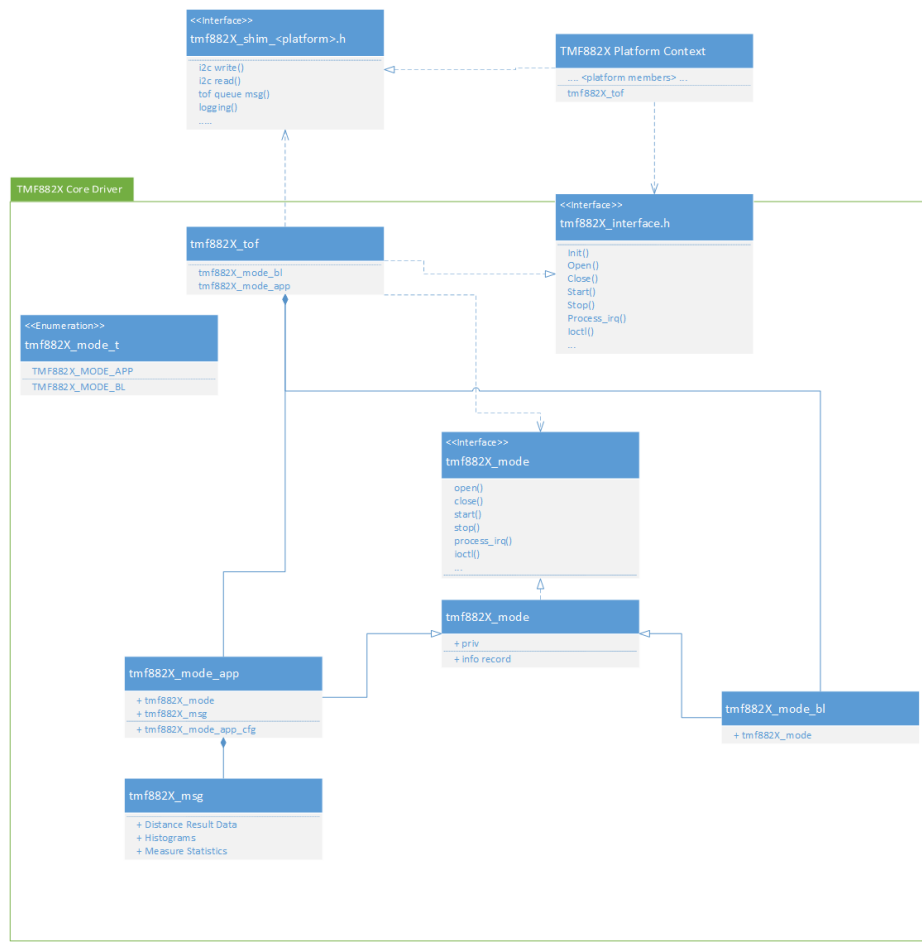 <<Interface>>
tmf882X_shim_<platform>.h
i2c write()
i2c read()
tof queue msg()
logging()
.....
TMF882X Platform Context
.... <platform members> ...
tmf882X_tof
TMF882X Core Driver
<<Interface>>
tmf882X_interface.h
Init()
Open()
Close()
Start()
Stop()
Process_irq()
Ioctl()
...
tmf882X_tof
tmf882X_mode_bl
tmf882X_mode_app
<<Enumeration>>
tmf882X_mode_t
TMF882X_MODE_APP
TMF882X_MODE_BL
<<Interface>>
tmf882X_mode
open()
close()
start()
stop()
process_irq()
ioctl()
...
tmf882X_mode
+ priv
+ info record
tmf882X_mode_app
+ tmf882X_mode
+ tmf882X_msg
+ tmf882X_mode_app_cfg
tmf882X_mode_bl
+ tmf882X_mode
tmf882X_msg
+ Distance Result Data
+ Histograms
+ Measure Statistics